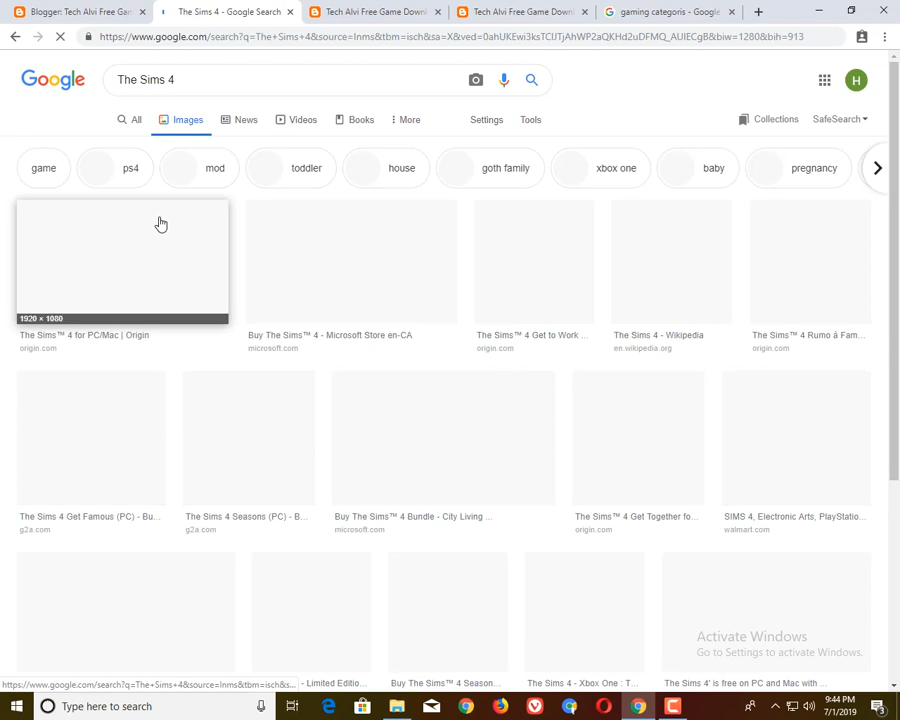 Blogger: Tech Alvi Free Gam
The Sims 4 - Google Search
Tech Alvi Free Game Downl
Tech Alvi Free Game Downl
gaming categoris - Google
https://www.google.com/search?q=The+Sims+4&source=lnms&tbm=isch&sa=X&ved=0ahUKEwi3ksTClJTjAhWP2aQKHd2uDFMQ_AUIECgB&biw=1280&bih=913
Google
The Sims 4
H
All
Images
News
Videos
Books
More
Settings
Tools
Collections
SafeSearch
game
ps4
mod
toddler
house
goth family
xbox one
baby
pregnancy
1920 × 1080
The Sims™ 4 for PC/Mac | Origin
origin.com
Buy The Sims™ 4 - Microsoft Store en-CA
microsoft.com
The Sims™ 4 Get to Work ...
origin.com
The Sims 4 - Wikipedia
en.wikipedia.org
The Sims™ 4 Rumo à Fam...
origin.com
The Sims 4 Get Famous (PC) - Bu...
g2a.com
The Sims 4 Seasons (PC) - B...
g2a.com
Buy The Sims™ 4 Bundle - City Living ...
microsoft.com
The Sims™ 4 Get Together fo...
origin.com
SIMS 4, Electronic Arts, PlayStatio...
walmart.com
Activate Windows
Go to Settings to activate Windows.
https://www.google.com/search?q=The+Sims+4&source=lnms&tbm=isch&s...
- Limited Editio...
Buy The Sims™ 4 Season...
The Sims 4 - Xbox One : T...
The Sims 4' is free on PC and Mac with ...
Type here to search
9:44 PM
7/1/2019
3